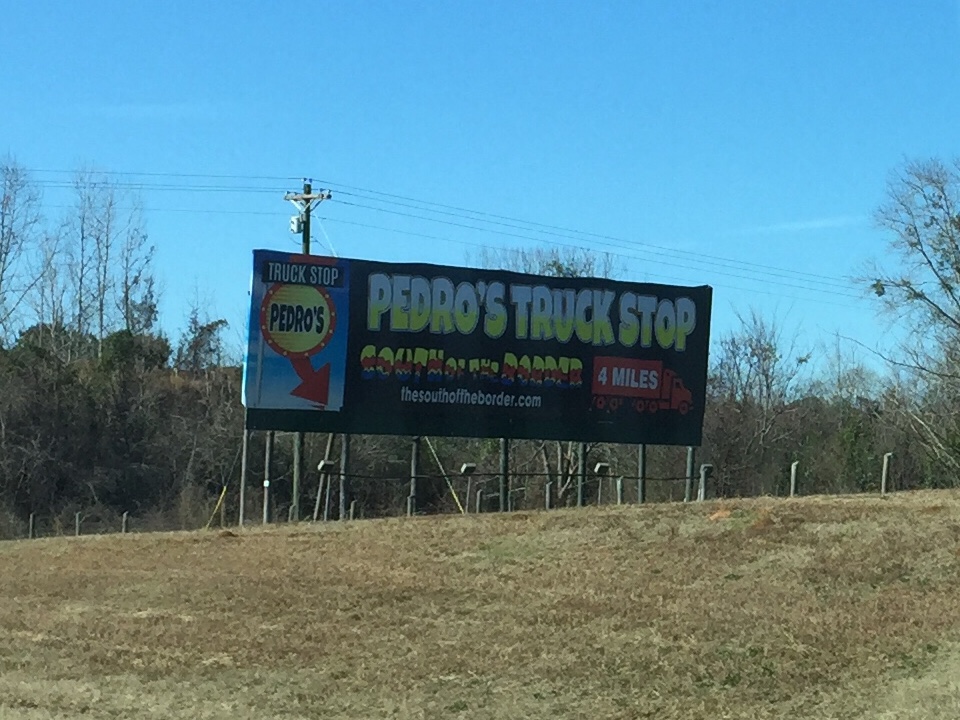 TRUCK STOP
PEDRO'S
PEDRO'S TRUCK STOP
SOUTH OF THE BORDER
4 MILES
thesouthoftheborder.com